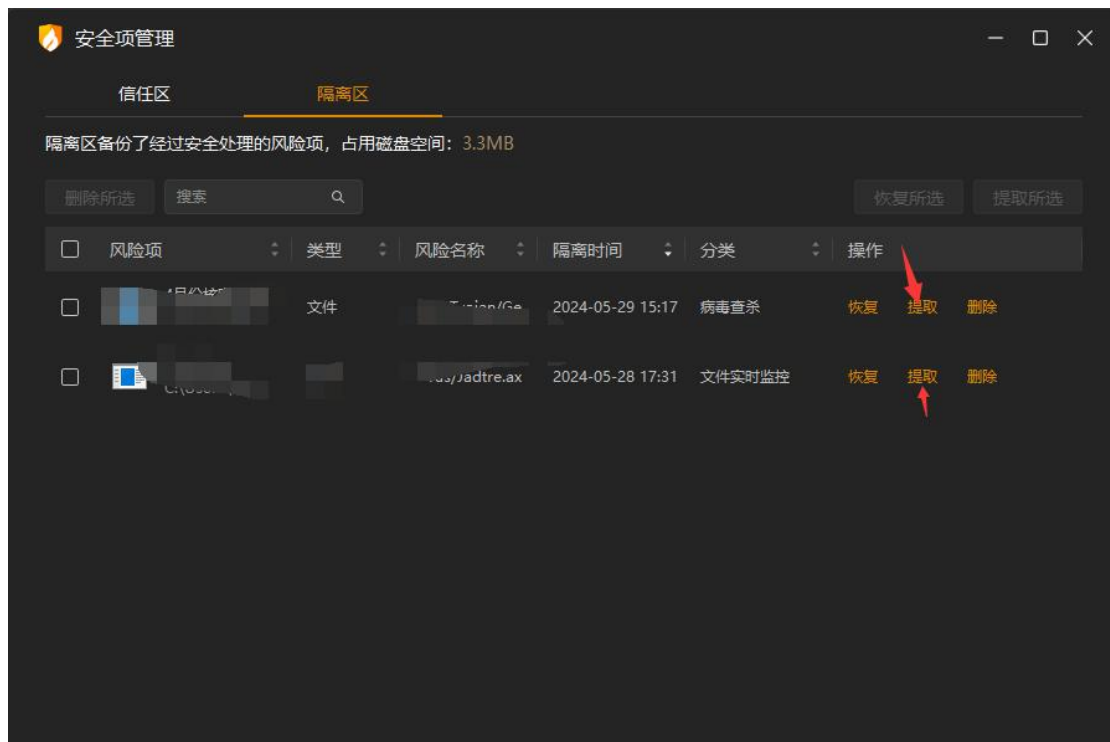 安全项管理
信任区 隔离区
隔离区备份了经过安全处理的风险项，占用磁盘空间：3.3MB
删除所选 搜索 恢复所选 提取所选
风险项 类型 风险名称 隔离时间 分类 操作
文件 2024-05-29 15:17 病毒查杀 恢复 提取 删除
/Jadtre.ax 2024-05-28 17:31 文件实时监控 恢复 提取 删除